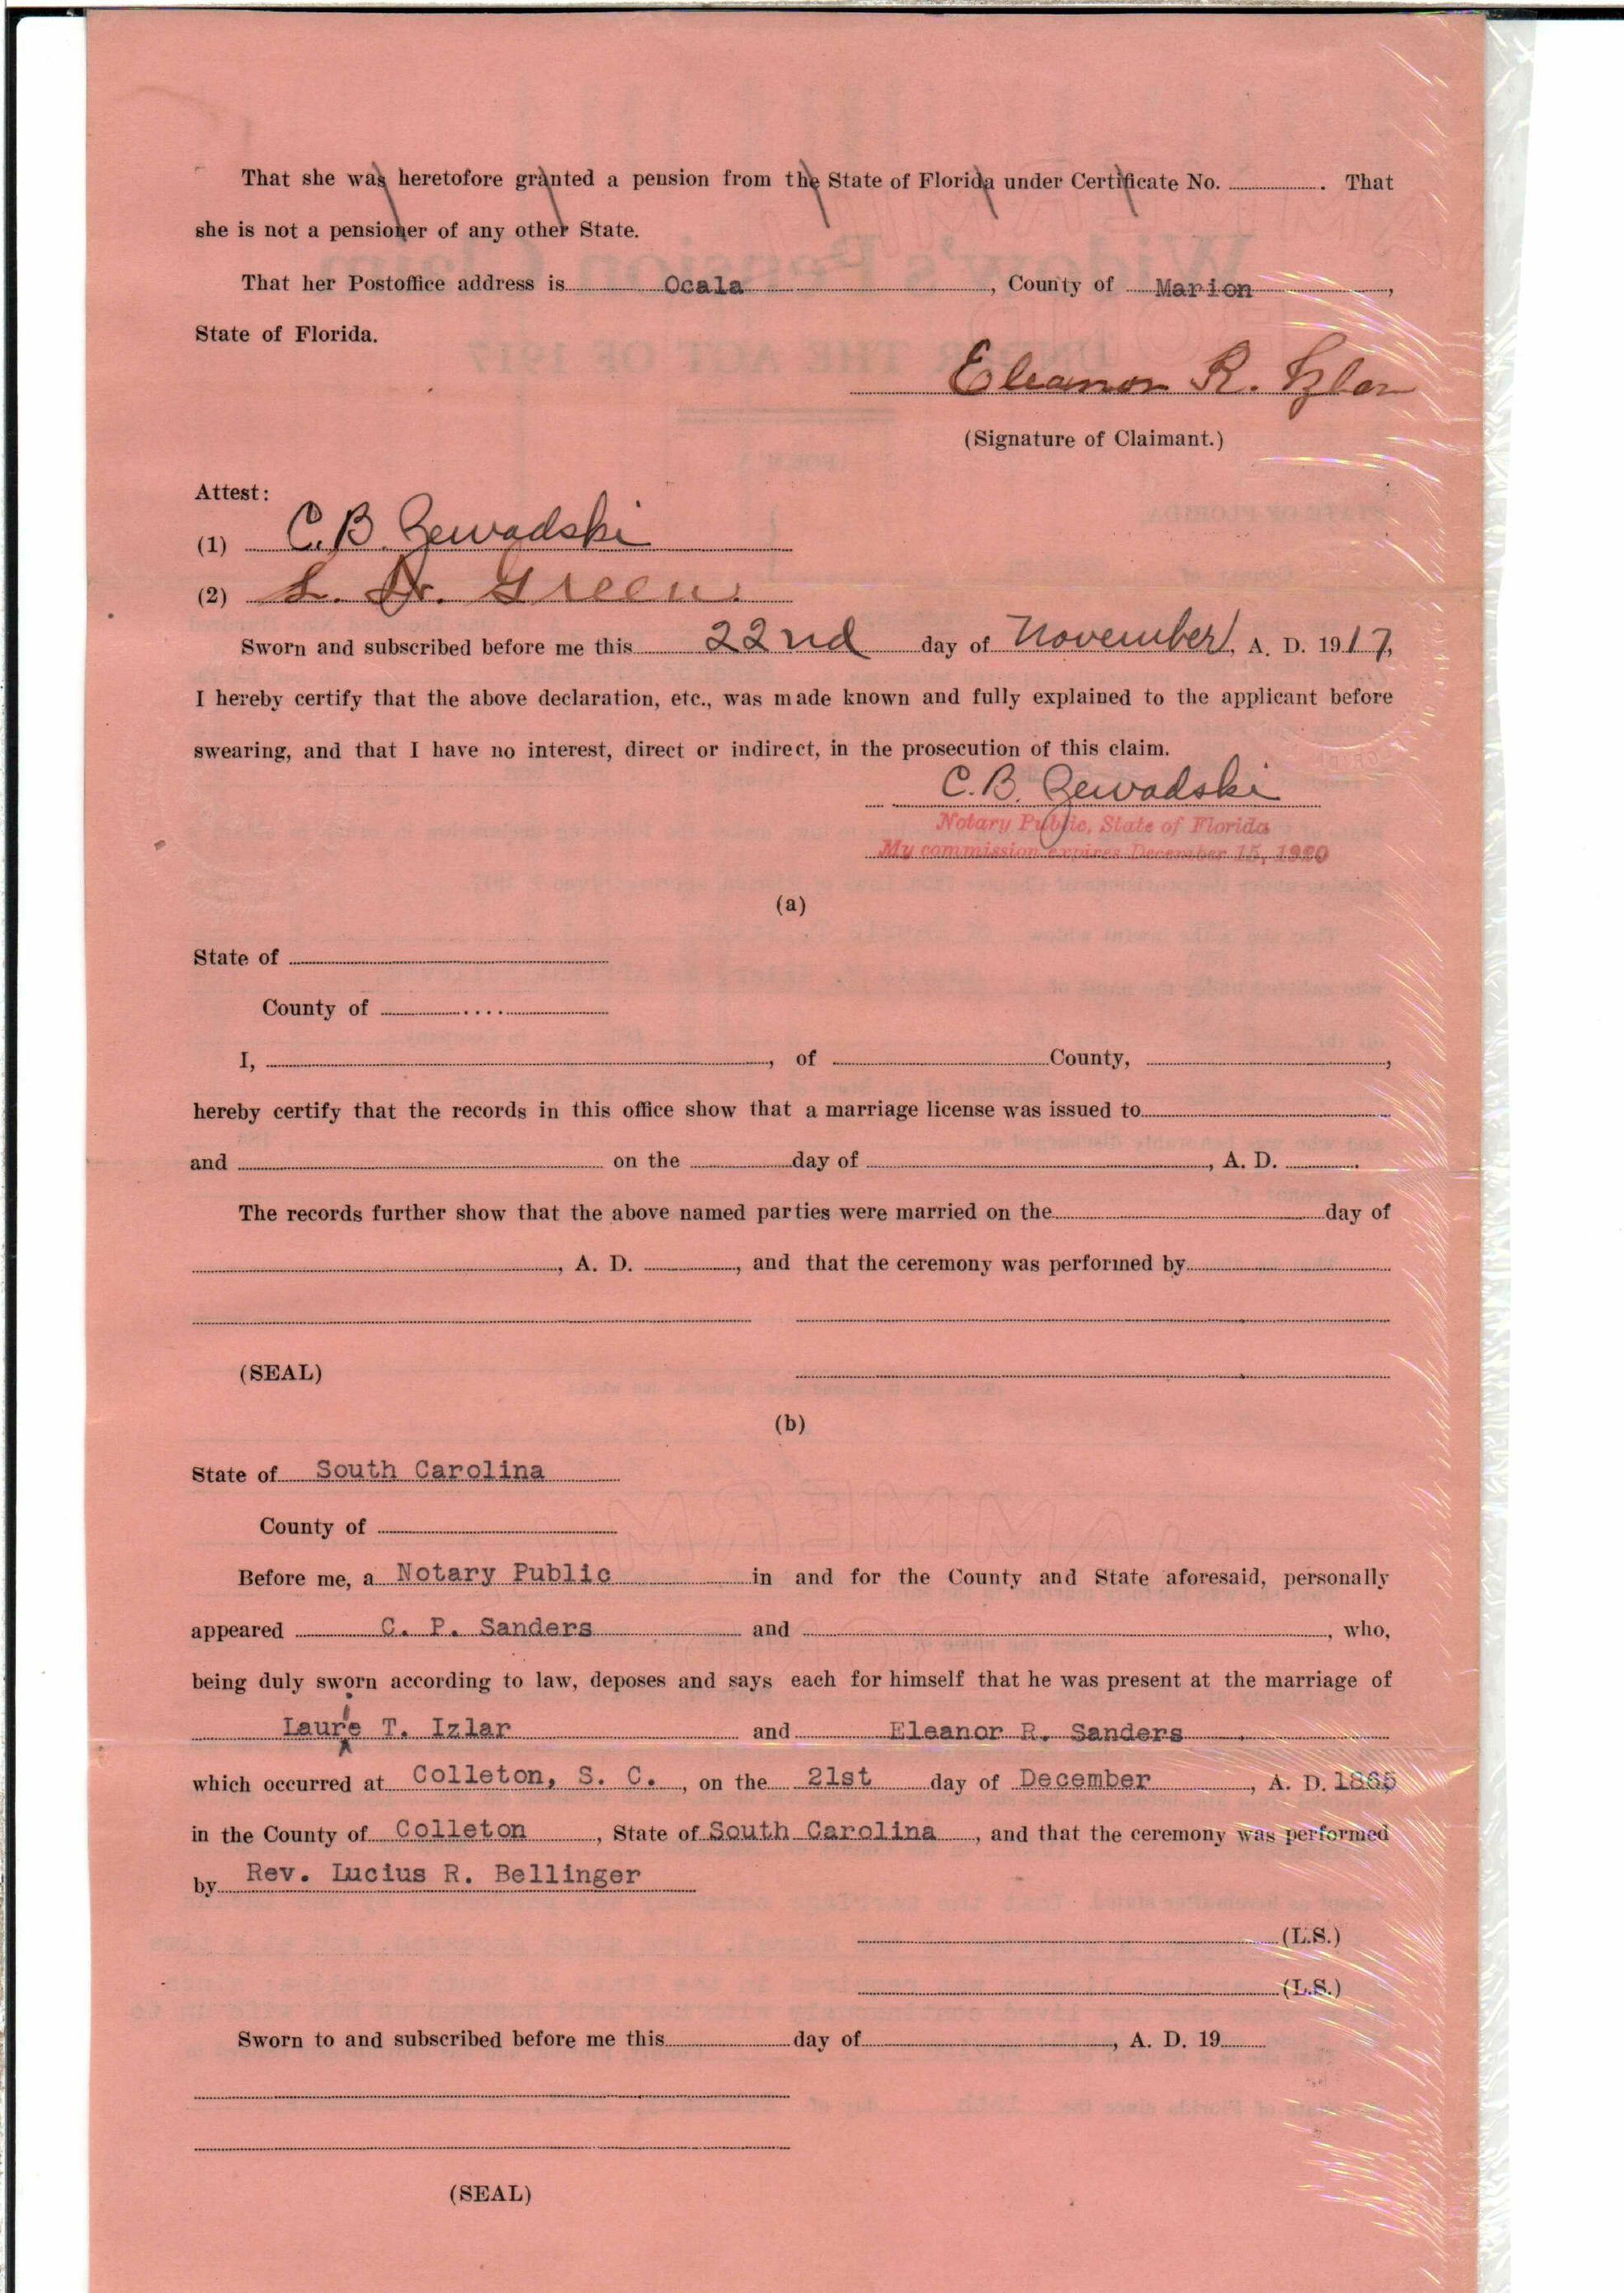 That she was heretofore granted a pension from the State of Florida under Certificate No. ............ . That
she is not a pensioner of any other State.
That her Postoffice address is Ocala, County of Marion,
State of Florida.
Eleanor R. Izlar
(Signature of Claimant.)
Attest:
(1) C. B. Zewadski
(2) L. N. Green.
Sworn and subscribed before me this 22nd day of November, A. D. 1917,
I hereby certify that the above declaration, etc., was made known and fully explained to the applicant before
swearing, and that I have no interest, direct or indirect, in the prosecution of this claim.
C. B. Zewadski
Notary Public, State of Florida
My commission expires December 15, 1920
(a)
State of
County of
I, , of County, ,
hereby certify that the records in this office show that a marriage license was issued to
and on the day of , A. D. .
The records further show that the above named parties were married on the day of
, A. D. , and that the ceremony was performed by
(SEAL)
(b)
State of South Carolina
County of
Before me, a Notary Public in and for the County and State aforesaid, personally
appeared C. P. Sanders and , who,
being duly sworn according to law, deposes and says each for himself that he was present at the marriage of
Laurie T. Izlar and Eleanor R. Sanders
which occurred at Colleton, S. C. , on the 21st day of December , A. D. 1865
in the County of Colleton , State of South Carolina , and that the ceremony was performed
by Rev. Lucius R. Bellinger
(L.S.)
(L.S.)
Sworn to and subscribed before me this day of , A. D. 19
(SEAL)